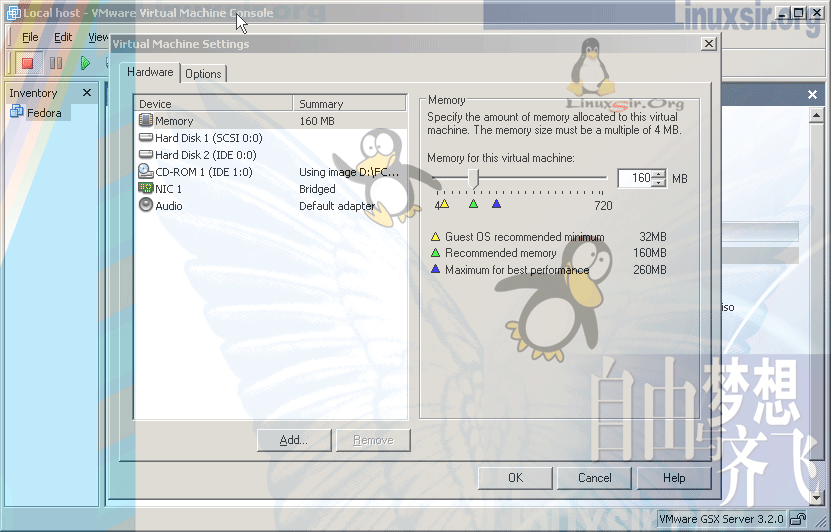 Local host - VMware Virtual Machine Console
linuxsir.org
File Edit View
Virtual Machine Settings
Hardware Options
Inventory
Fedora
Device Summary
Memory 160 MB
Hard Disk 1 (SCSI 0:0)
Hard Disk 2 (IDE 0:0)
CD-ROM 1 (IDE 1:0) Using image D:\FC...
NIC 1 Bridged
Audio Default adapter
Memory
LinuxSir.Org
Specify the amount of memory allocated to this virtual
machine. The memory size must be a multiple of 4 MB.
Memory for this virtual machine:
160 MB
4 720
Guest OS recommended minimum 32MB
Recommended memory 160MB
Maximum for best performance 260MB
iso
自由梦想
与齐飞
Add... Remove
OK Cancel Help
linuxsir.org
VMware GSX Server 3.2.0